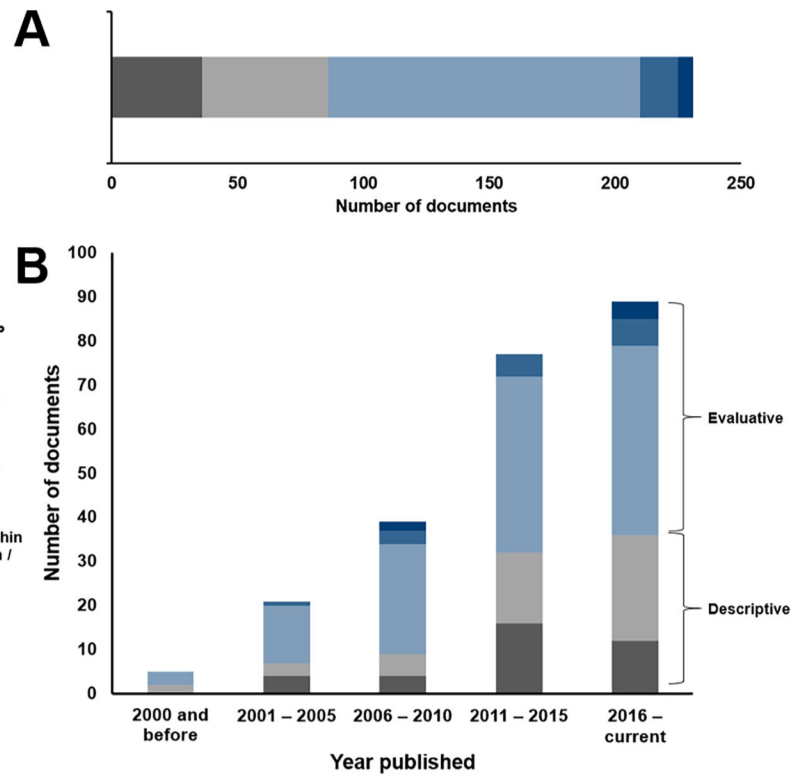 A
0 50 100 150 200 250
Number of documents
B
100
90
80
70
60
50
40
30
20
10
0
Number of documents
Evaluative
Descriptive
2000 and
before
2001 – 2005
2006 – 2010
2011 – 2015
2016 –
current
Year published